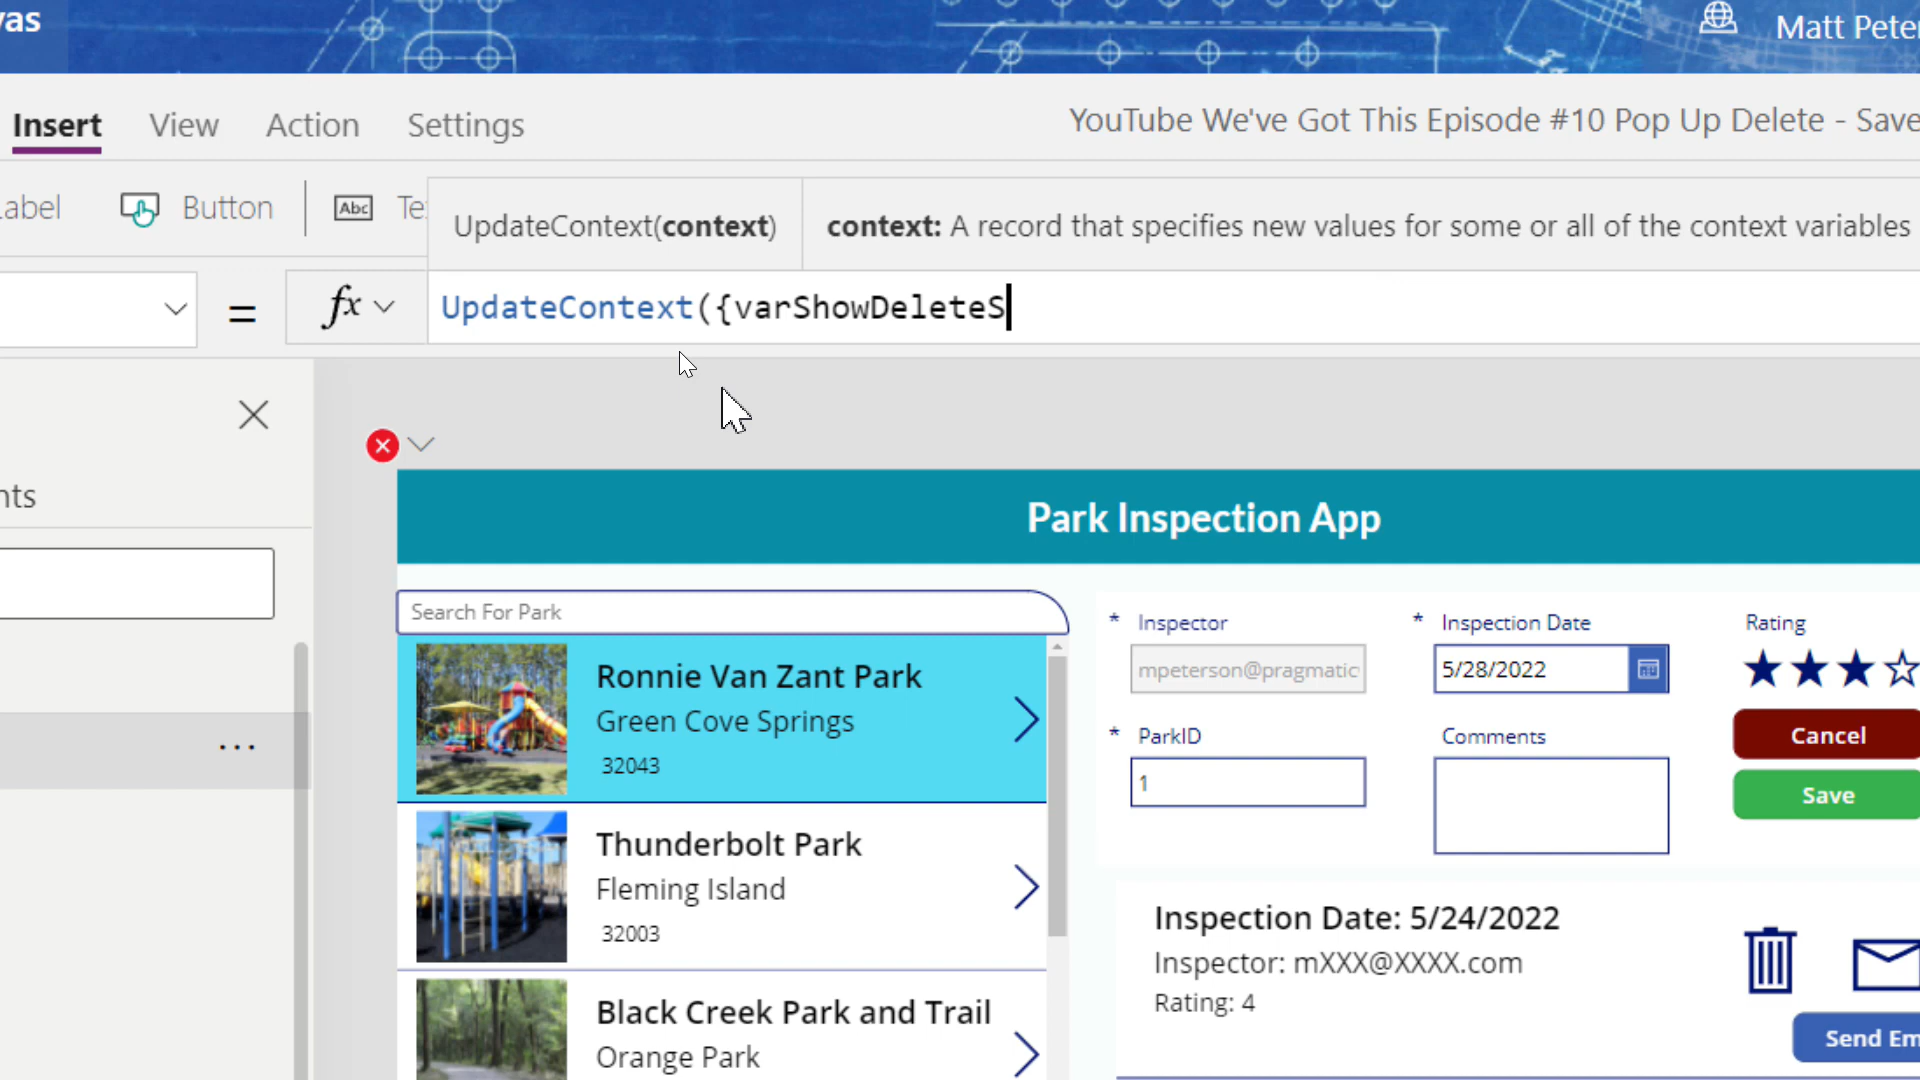 vas
Matt Peter
Insert View Action Settings
YouTube We've Got This Episode #10 Pop Up Delete - Save
Label Button Abc Te
UpdateContext(context)
context: A record that specifies new values for some or all of the context variables
= fx UpdateContext({varShowDeleteS
nts
Park Inspection App
Search For Park
Ronnie Van Zant Park
Green Cove Springs
32043
Thunderbolt Park
Fleming Island
32003
Black Creek Park and Trail
Orange Park
* Inspector * Inspection Date Rating
mpeterson@pragmatic 5/28/2022
* ParkID Comments Cancel
1 Save
Inspection Date: 5/24/2022
Inspector: mXXX@XXXX.com
Rating: 4
Send Em